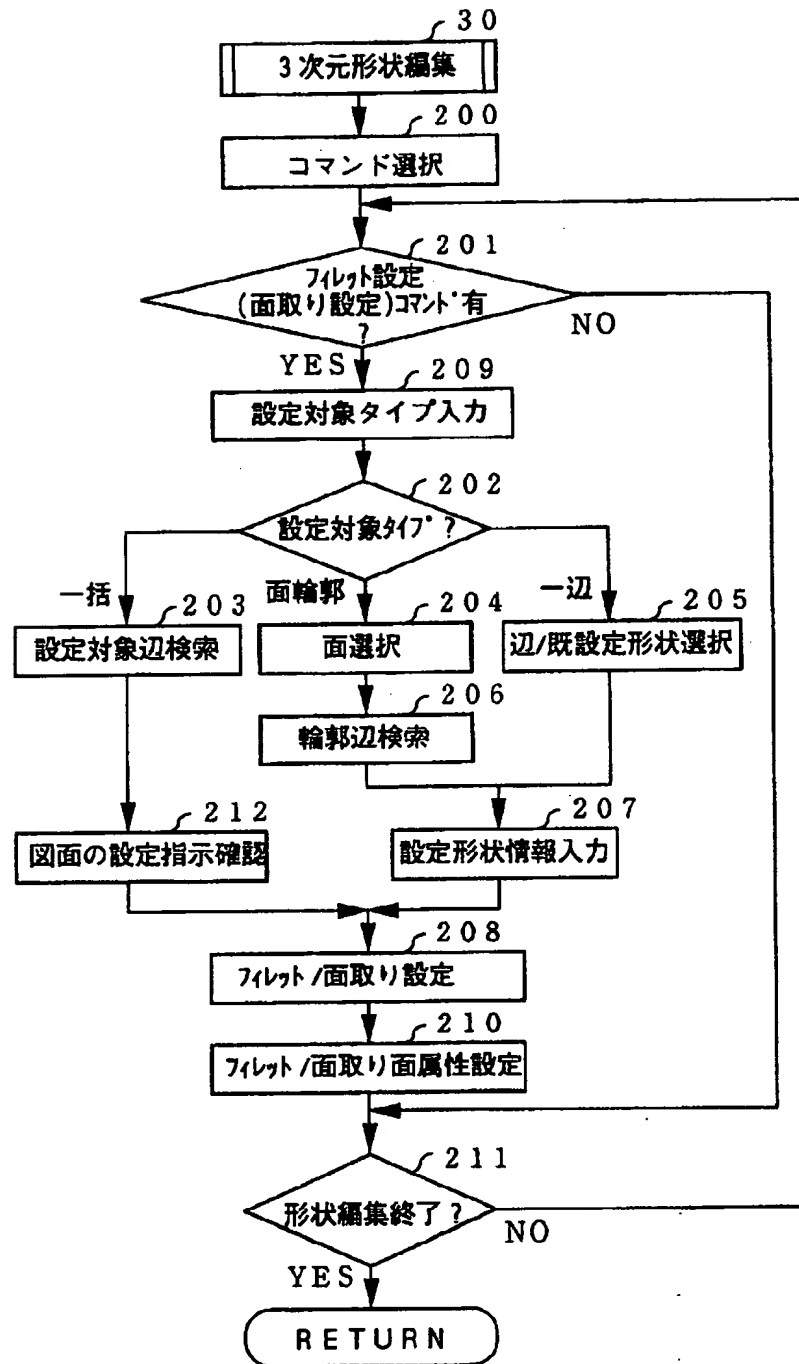 30
3次元形状編集
200
コマンド選択
201
フィレット設定
(面取り設定)コマンド有
?
NO
YES
209
設定対象タイプ入力
202
設定対象タイプ?
一括
面輪郭
一辺
203
設定対象辺検索
204
面選択
205
辺/既設定形状選択
206
輪郭辺検索
212
図面の設定指示確認
207
設定形状情報入力
208
フィレット/面取り設定
210
フィレット/面取り面属性設定
211
形状編集終了?
NO
YES
RETURN